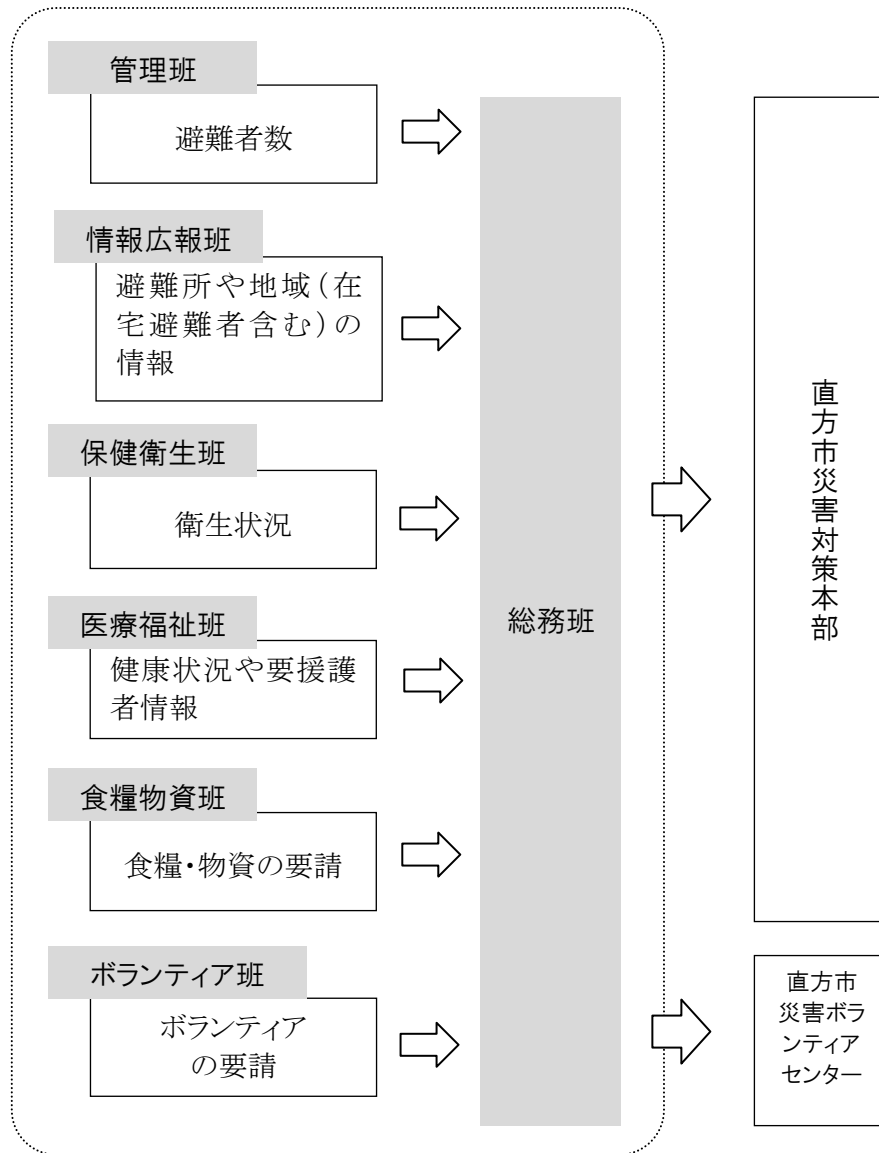 管理班
避難者数
情報広報班
避難所や地域(在
宅避難者含む)の
情報
保健衛生班
衛生状況
医療福祉班
健康状況や要援護
者情報
食糧物資班
食糧・物資の要請
ボランティア班
ボランティア
の要請
総務班
直方市災害対策本部
直方市
災害ボラ
ンティア
センター